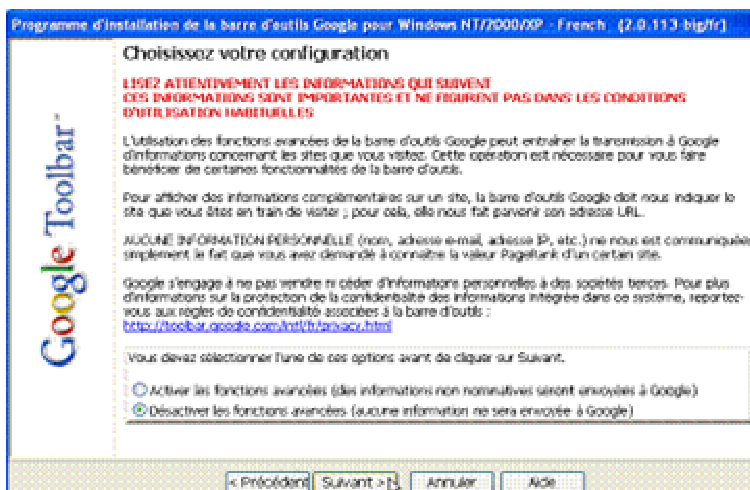 Programme d'installation de la barre d'outils Google pour Windows NT/2000/XP - French (2.0.113-big/fr)
Choisissez votre configuration
LISEZ ATTENTIVEMENT LES INFORMATIONS QUI SUIVENT
CES INFORMATIONS SONT IMPORTANTES ET NE FIGURENT PAS DANS LES CONDITIONS
D'UTILISATION HABITUELLES
L'utilisation des fonctions avancées de la barre d'outils Google peut entraîner la transmission à Google
d'informations concernant les sites que vous visitez. Cette opération est nécessaire pour vous faire
bénéficier de certaines fonctionnalités de la barre d'outils.
Pour afficher des informations complémentaires sur un site, la barre d'outils Google doit nous indiquer le
site que vous êtes en train de visiter ; pour cela, elle nous fait parvenir son adresse URL.
AUCUNE INFORMATION PERSONNELLE (nom, adresse e-mail, adresse IP, etc.) ne nous est communiquée,
simplement le fait que vous avez demandé à connaître la valeur PageRank d'un certain site.
Google s'engage à ne pas vendre ni céder d'informations personnelles à des sociétés tierces. Pour plus
d'informations sur la protection de la confidentialité des informations intégrée dans ce système, reportez-
vous aux règles de confidentialité associées à la barre d'outils :
http://toolbar.google.com/intl/fr/privacy.html
Vous devez sélectionner l'une de ces options avant de cliquer sur Suivant.
Activer les fonctions avancées (des informations non nominatives seront envoyées à Google)
Désactiver les fonctions avancées (aucune information ne sera envoyée à Google)
Google Toolbar™
< Précédent
Suivant >
Annuler
Aide